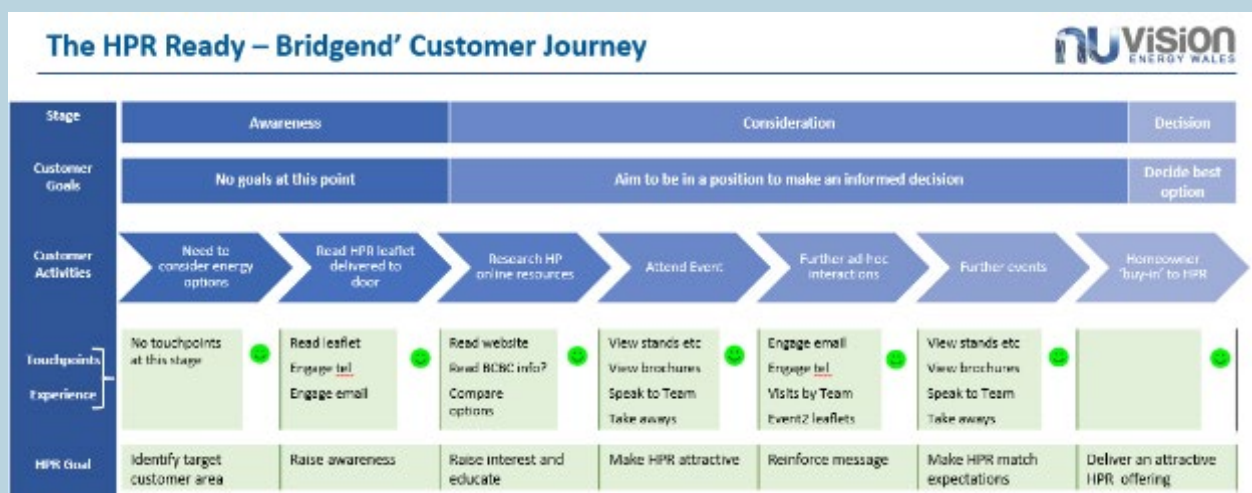 The HPR Ready – Bridgend' Customer Journey
nuvision
ENERGY WALES
Stage
Awareness
Consideration
Decision
Customer
Goals
No goals at this point
Aim to be in a position to make an informed decision
Decide best
option
Customer
Activities
Need to
consider energy
options
Read HPR leaflet
delivered to
door
Research HP
online resources
Attend Event
Further ad hoc
interactions
Further events
Homeowner
'buy-in' to HPR
Touchpoints
Experience
No touchpoints
at this stage
Read leaflet
Engage tel
Engage email
Read website
Read BCBC info?
Compare
options
View stands etc
View brochures
Speak to Team
Take aways
Engage email
Engage tel
Visits by Team
Event2 leaflets
View stands etc
View brochures
Speak to Team
Take aways
HPR Goal
Identify target
customer area
Raise awareness
Raise interest and
educate
Make HPR attractive
Reinforce message
Make HPR match
expectations
Deliver an attractive
HPR offering